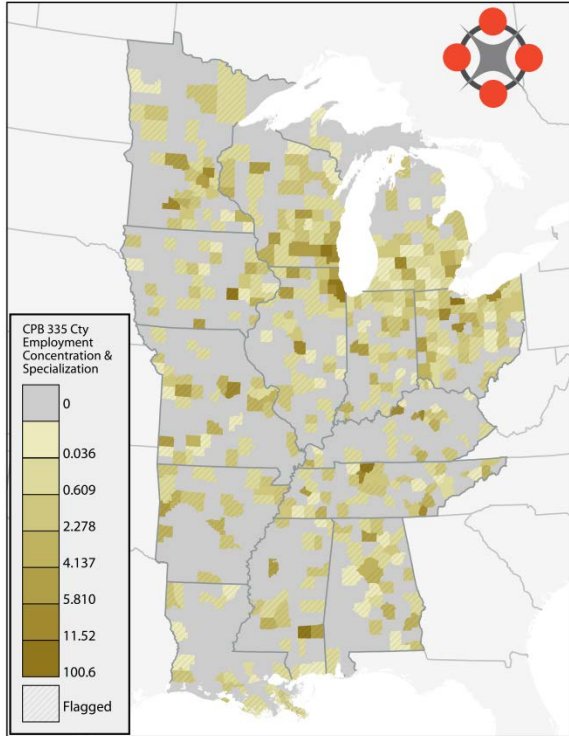 CPB 335 Cty
Employment
Concentration &
Specialization
0
0.036
0.609
2.278
4.137
5.810
11.52
100.6
Flagged